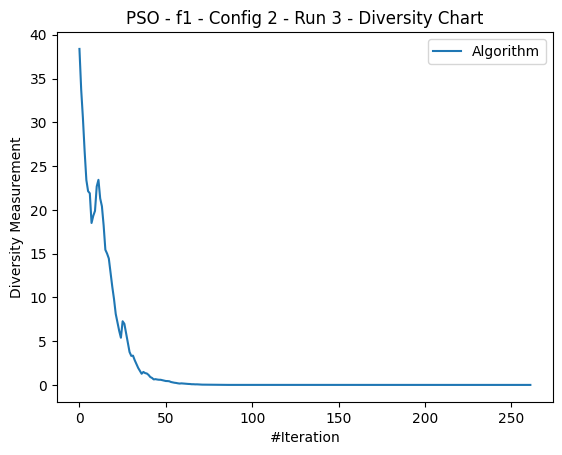 PSO - f1 - Config 2 - Run 3 - Diversity Chart
Algorithm
Diversity Measurement
40
35
30
25
20
15
10
5
0
0 50 100 150 200 250
#Iteration